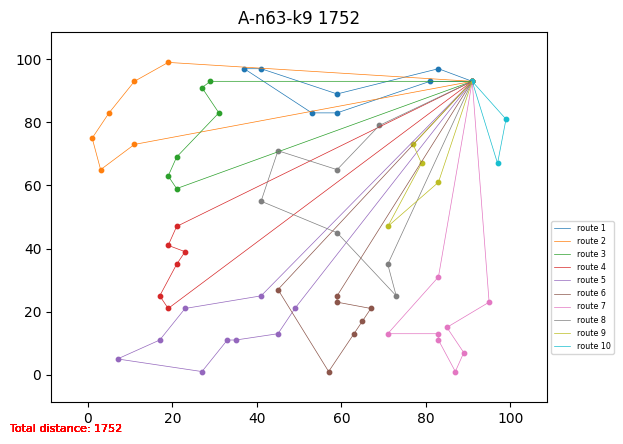 A-n63-k9 1752
100
80
60
40
20
0
0 20 40 60 80 100
route 1
route 2
route 3
route 4
route 5
route 6
route 7
route 8
route 9
route 10
Total distance: 1752